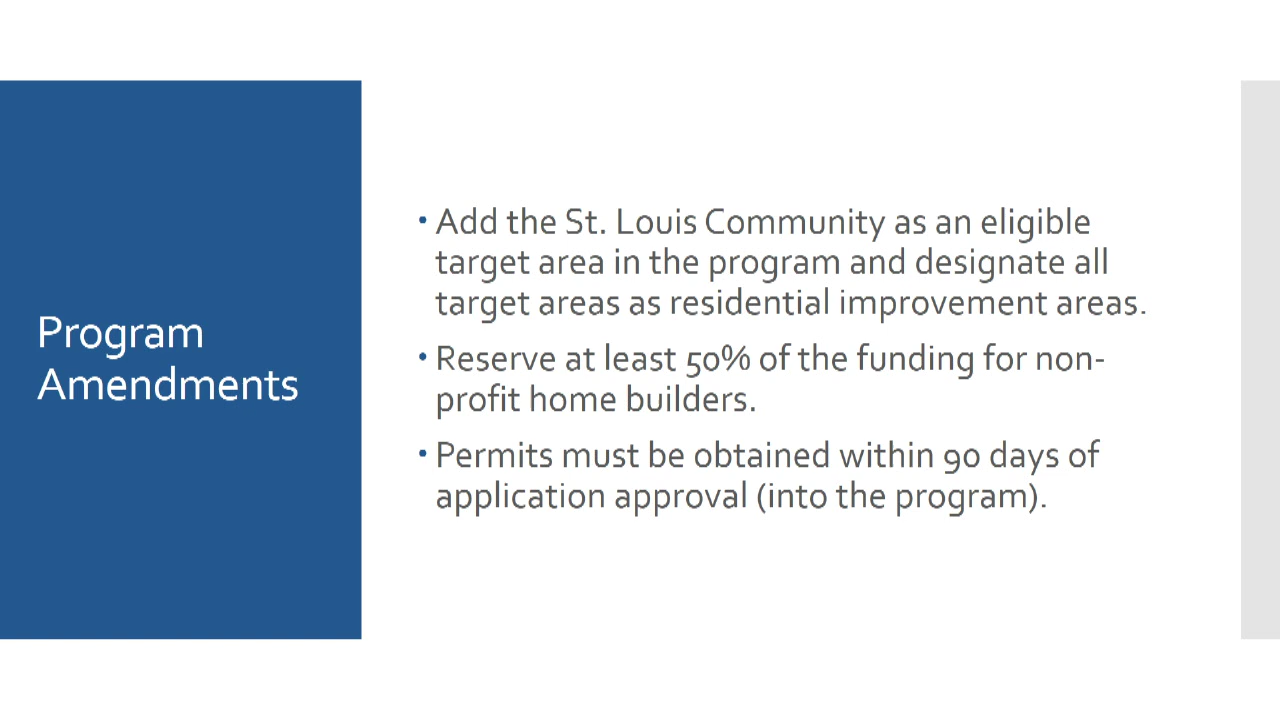 Program
Amendments
• Add the St. Louis Community as an eligible
target area in the program and designate all
target areas as residential improvement areas.
• Reserve at least 50% of the funding for non-
profit home builders.
• Permits must be obtained within 90 days of
application approval (into the program).